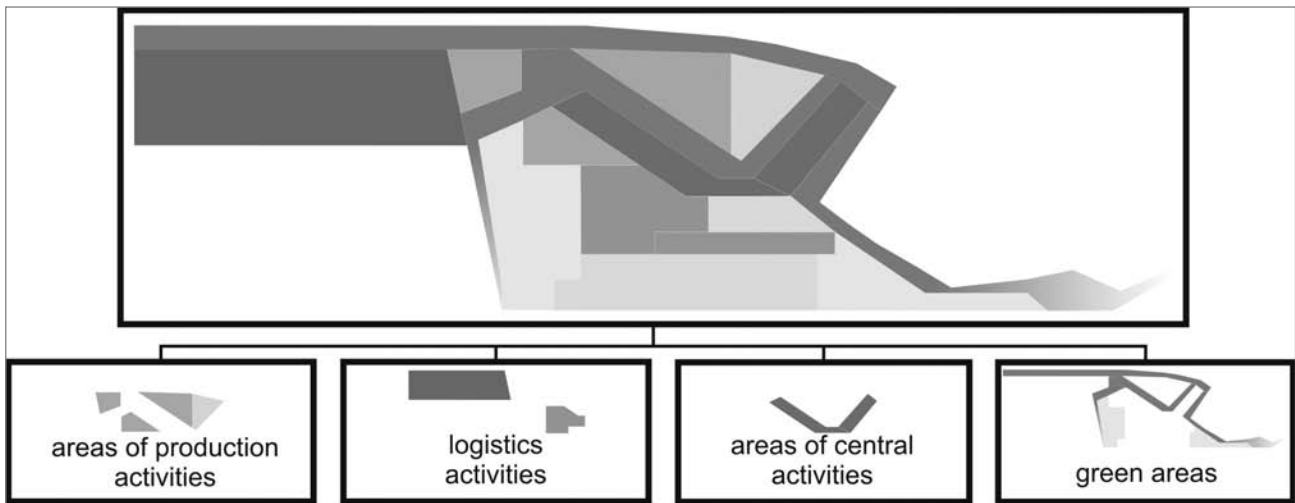 areas of production
activities
logistics
activities
areas of central
activities
green areas